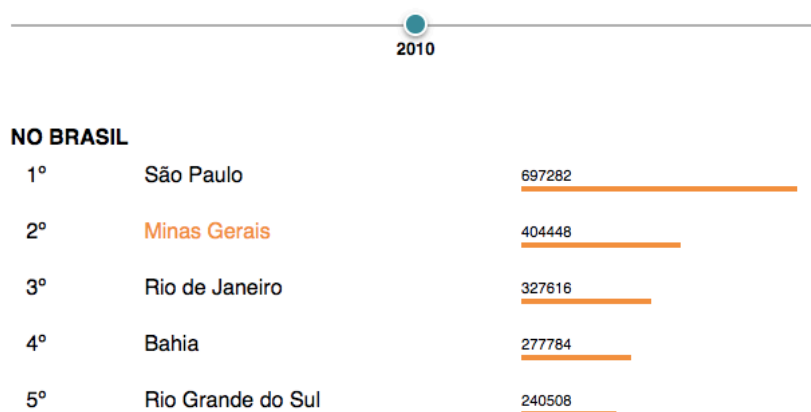 2010
NO BRASIL
1º São Paulo 697282
2º Minas Gerais 404448
3º Rio de Janeiro 327616
4º Bahia 277784
5º Rio Grande do Sul 240508